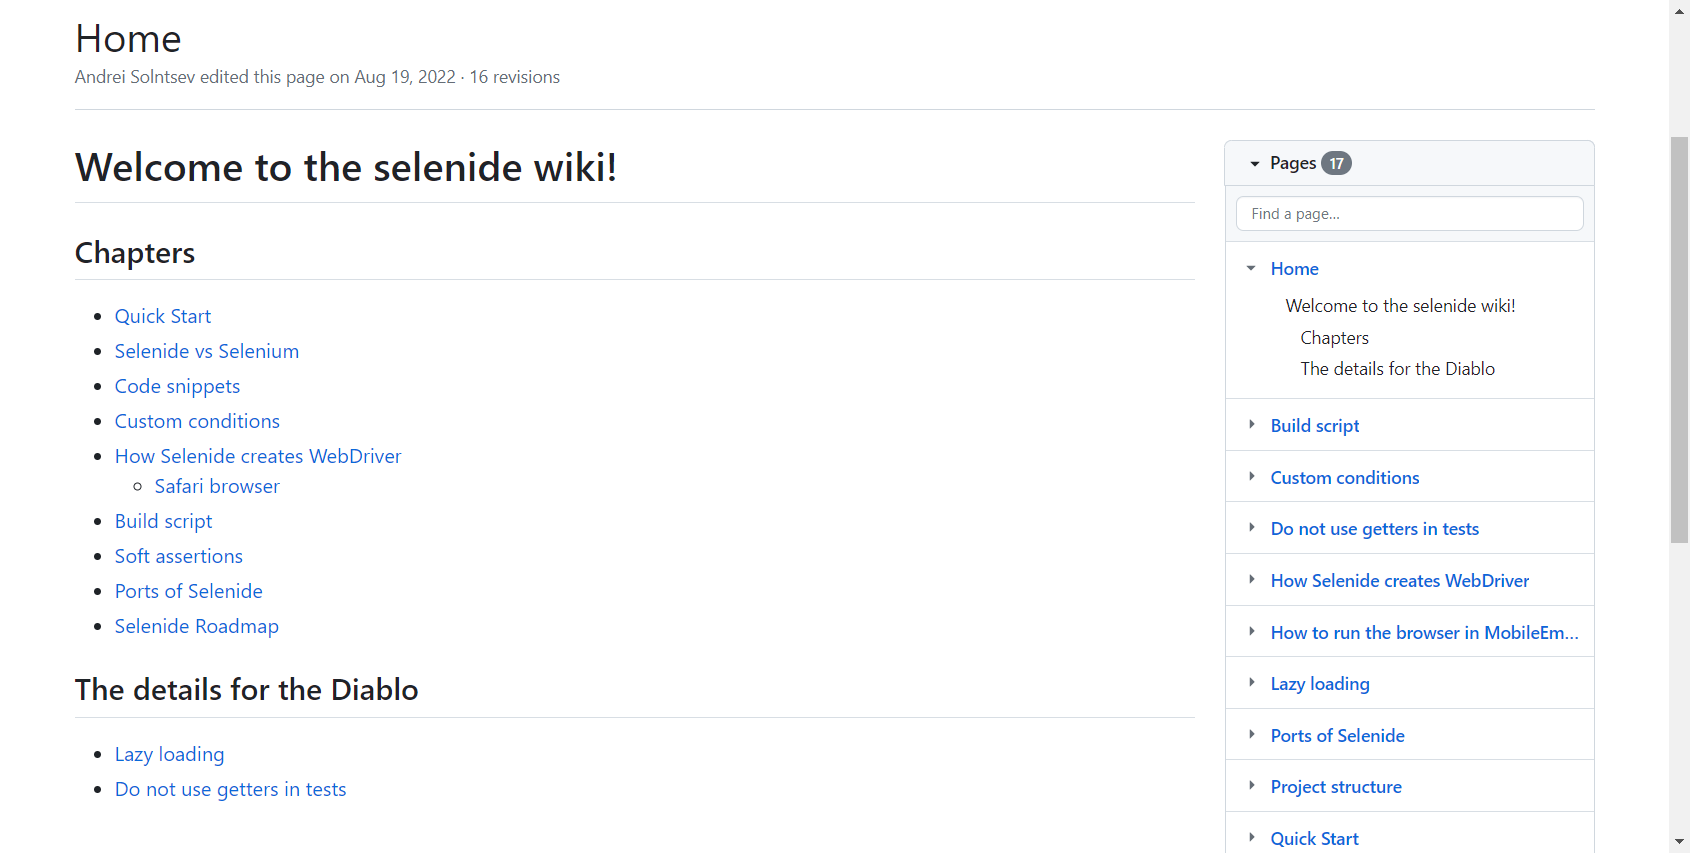 Home
Andrei Solntsev edited this page on Aug 19, 2022 · 16 revisions
Welcome to the selenide wiki!
Chapters
Quick Start
Selenide vs Selenium
Code snippets
Custom conditions
How Selenide creates WebDriver
Safari browser
Build script
Soft assertions
Ports of Selenide
Selenide Roadmap
The details for the Diablo
Lazy loading
Do not use getters in tests
Pages 17
Find a page...
Home
Welcome to the selenide wiki!
Chapters
The details for the Diablo
Build script
Custom conditions
Do not use getters in tests
How Selenide creates WebDriver
How to run the browser in MobileEm...
Lazy loading
Ports of Selenide
Project structure
Quick Start